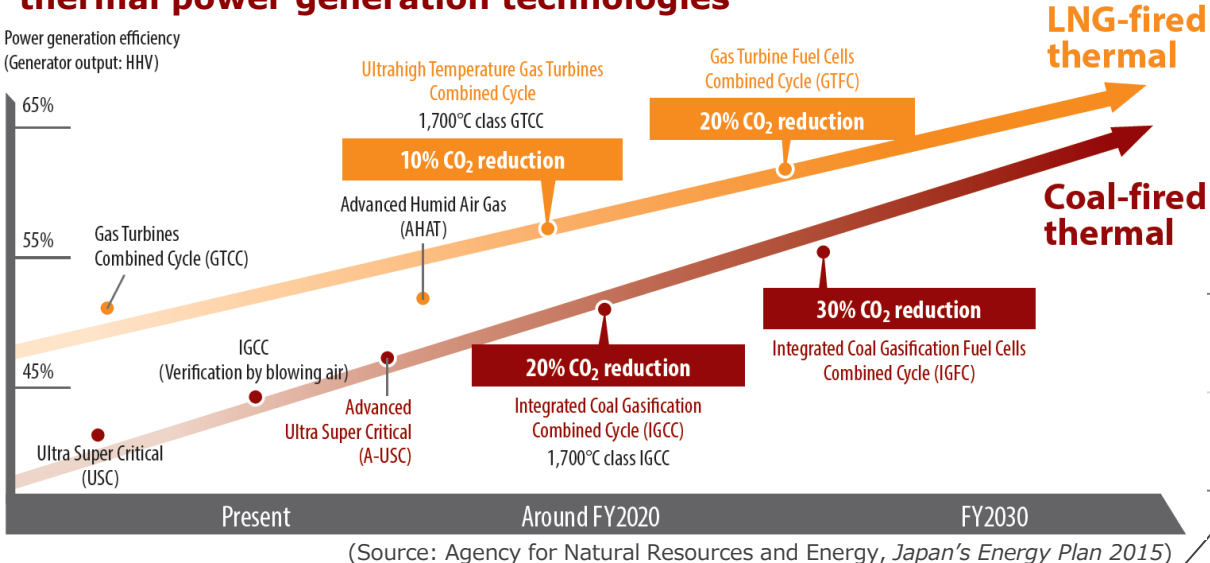 thermal power generation technologies
Power generation efficiency
(Generator output: HHV)
65%
55%
45%
Ultrahigh Temperature Gas Turbines
Combined Cycle
1,700°C class GTCC
10% CO₂ reduction
Gas Turbine Fuel Cells
Combined Cycle (GTFC)
20% CO₂ reduction
LNG-fired
thermal
Advanced Humid Air Gas
(AHAT)
Gas Turbines
Combined Cycle (GTCC)
Coal-fired
thermal
IGCC
(Verification by blowing air)
Advanced
Ultra Super Critical
(A-USC)
Ultra Super Critical
(USC)
20% CO₂ reduction
Integrated Coal Gasification
Combined Cycle (IGCC)
1,700°C class IGCC
30% CO₂ reduction
Integrated Coal Gasification Fuel Cells
Combined Cycle (IGFC)
Present
Around FY2020
FY2030
(Source: Agency for Natural Resources and Energy, Japan's Energy Plan 2015)